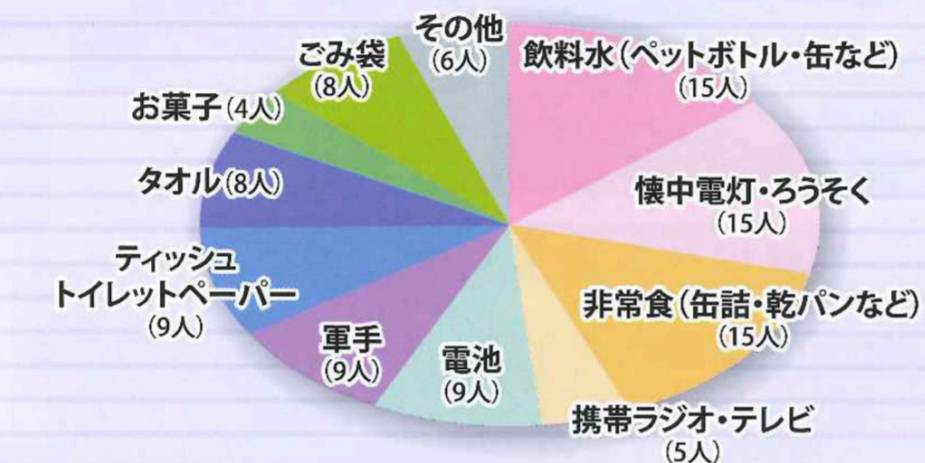 その他
(6人)
飲料水(ペットボトル・缶など)
(15人)
懐中電灯・ろうそく
(15人)
非常食(缶詰・乾パンなど)
(15人)
携帯ラジオ・テレビ
(5人)
電池
(9人)
軍手
(9人)
ティッシュ
トイレットペーパー
(9人)
タオル(8人)
お菓子(4人)
ごみ袋
(8人)